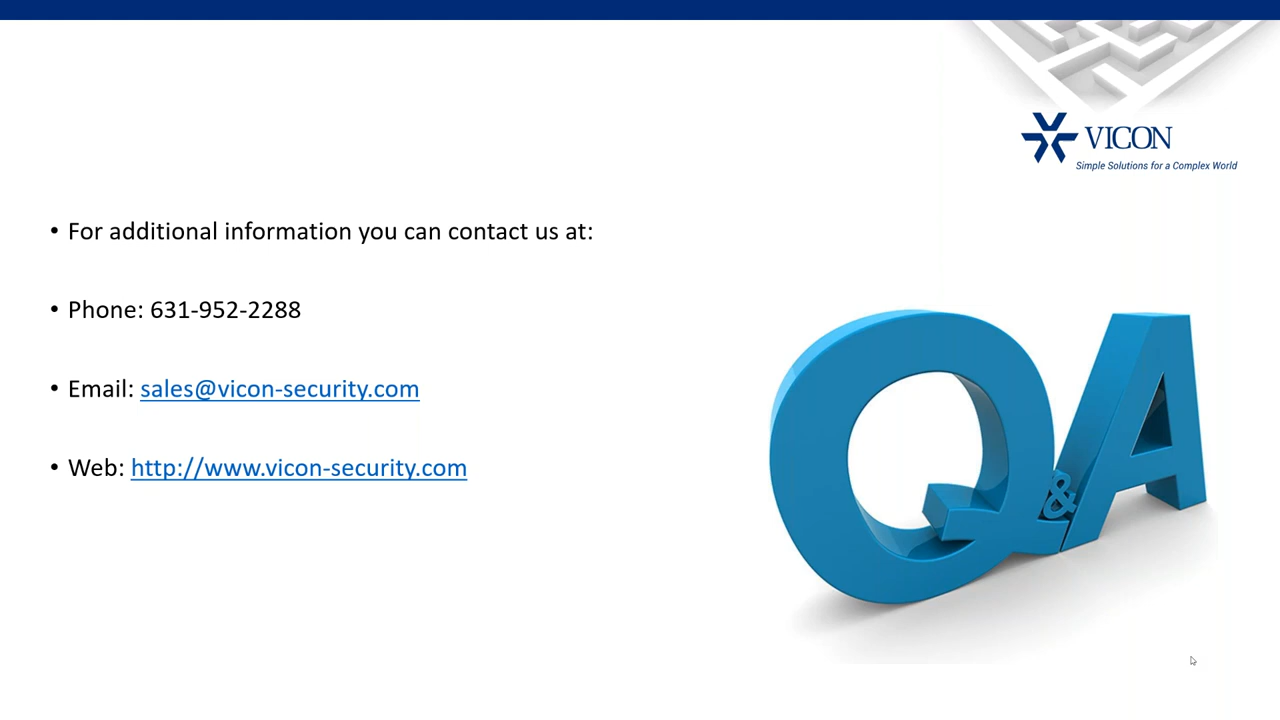 VICON
Simple Solutions for a Complex World
• For additional information you can contact us at:
• Phone: 631-952-2288
• Email: sales@vicon-security.com
• Web: http://www.vicon-security.com
Q&A